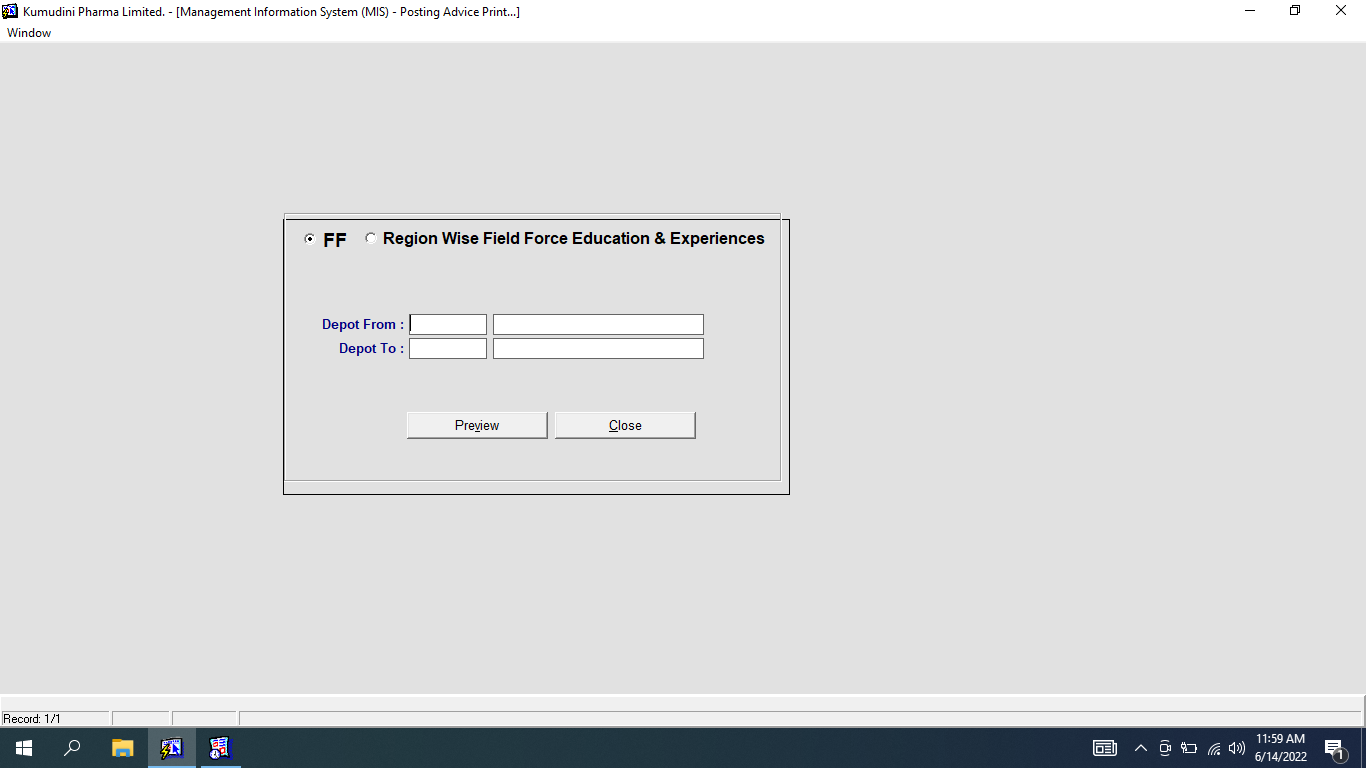 Kumudini Pharma Limited. - [Management Information System (MIS) - Posting Advice Print...]
Window
FF Region Wise Field Force Education & Experiences
Depot From :
Depot To :
Preview Close
Record: 1/1
11:59 AM
6/14/2022
1